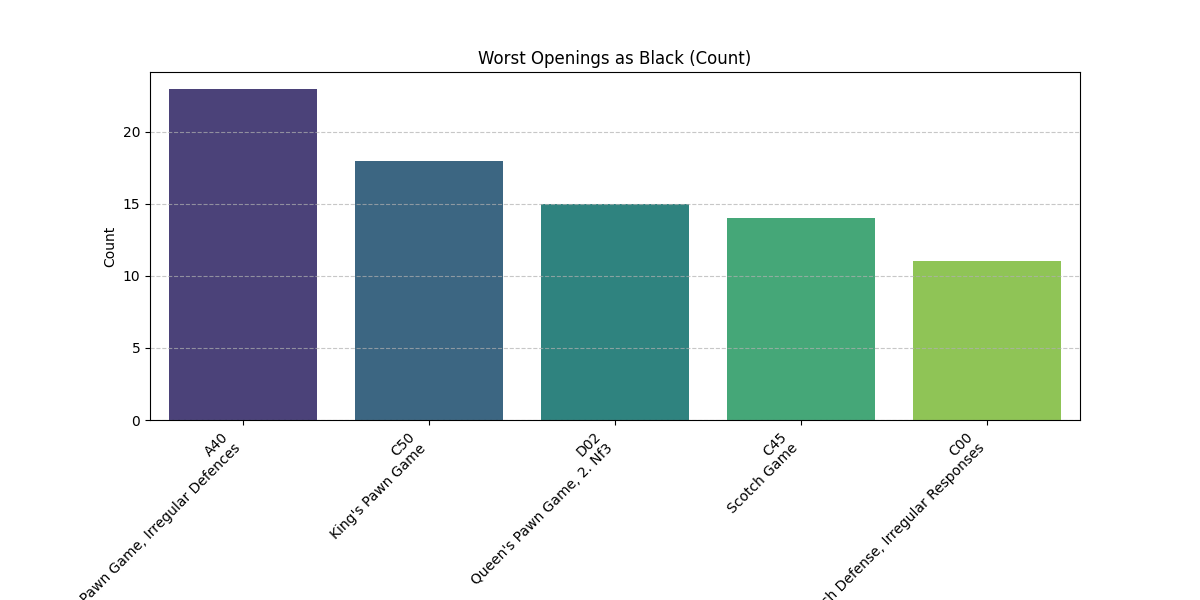 Worst Openings as Black (Count)
Count
20
15
10
5
0
A40
Pawn Game, Irregular Defences
C50
King's Pawn Game
D02
Queen's Pawn Game, 2. Nf3
C45
Scotch Game
C00
Defense, Irregular Responses